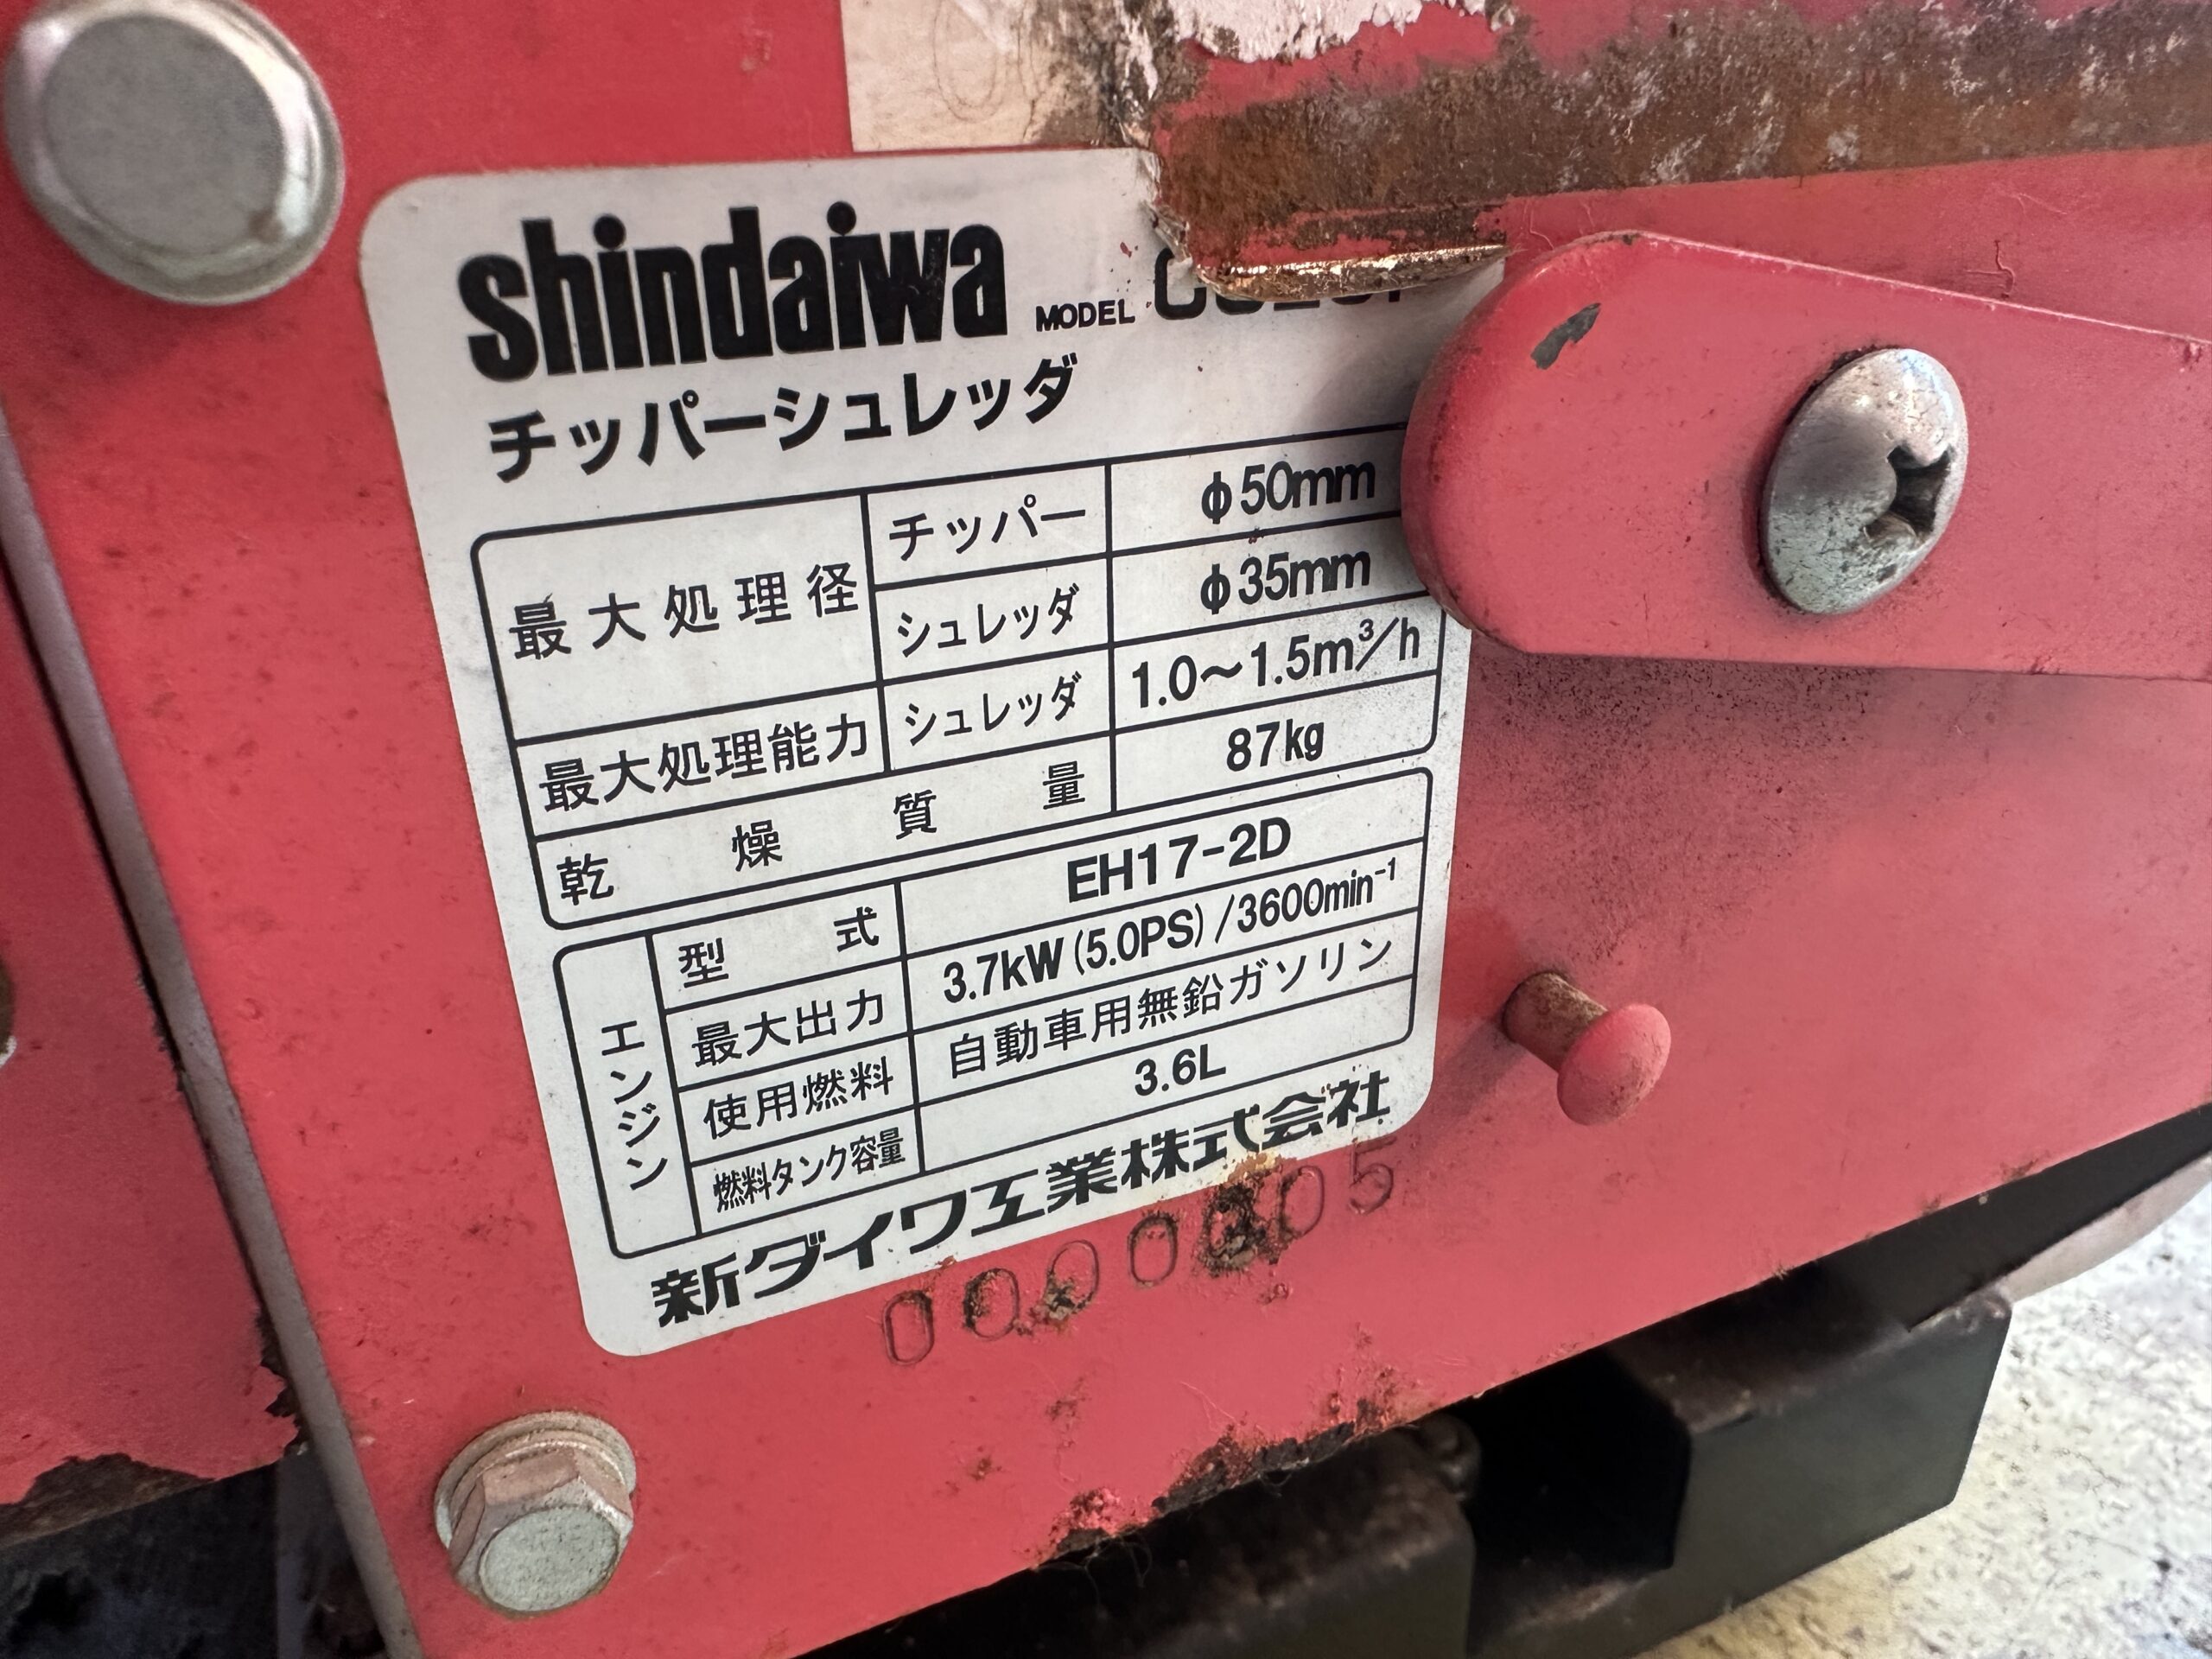 shindaiwa MODEL
チッパーシュレッダ
最大処理径 チッパー φ50mm
シュレッダ φ35mm
最大処理能力 シュレッダ 1.0〜1.5m³/h
乾燥質量 87kg
エンジン 型式 EH17-2D
最大出力 3.7kW(5.0PS)/3600min⁻¹
使用燃料 自動車用無鉛ガソリン
燃料タンク容量 3.6L
新ダイワ工業株式会社